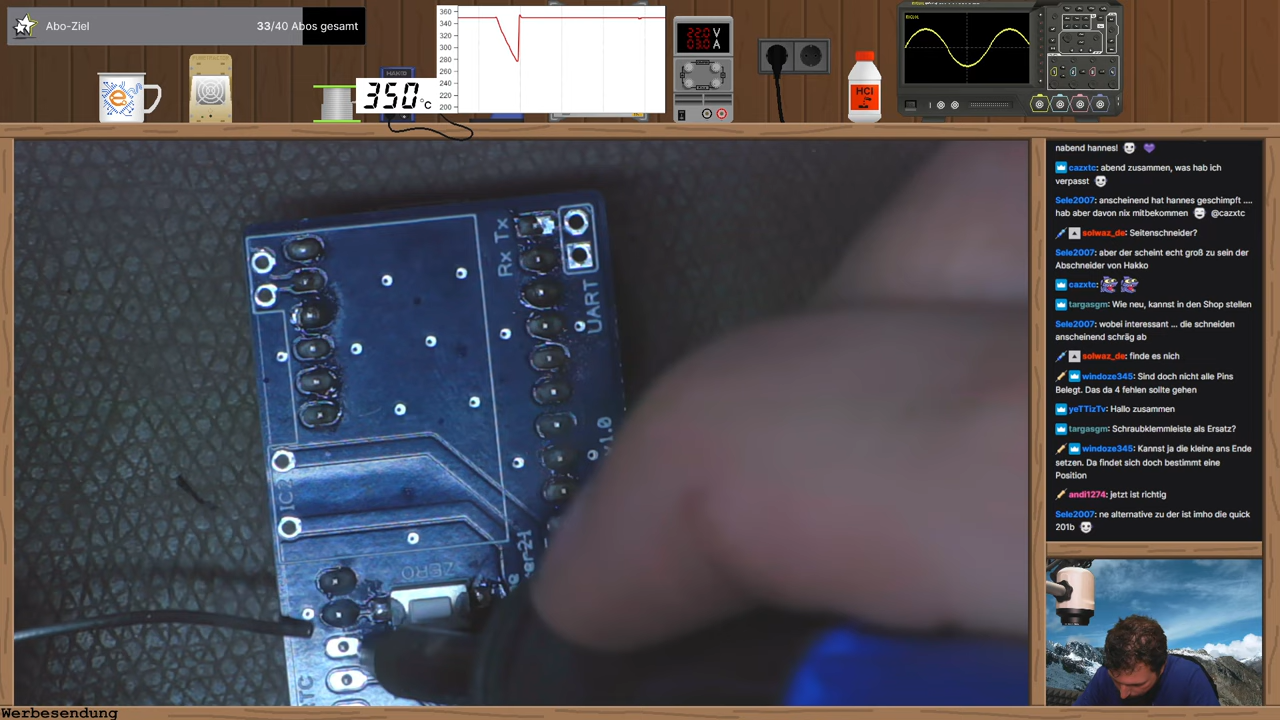 Abo-Ziel
33/40 Abos gesamt
360
340
320
300
280
260
240
220
200
HAKKO
350°C
22.0 V
03.0 A
HCl
RIGOL
e
nabend hannes!
cazxtc: abend zusammen, was hab ich
verpasst
Sele2007: anscheinend hat hannes geschimpft ....
hab aber davon nix mitbekommen @cazxtc
solwaz_de: Seitenschneider?
Sele2007: aber der scheint echt groß zu sein der
Abschneider von Hakko
cazxtc:
targasgm: Wie neu, kannst in den Shop stellen
Sele2007: wobei interessant ... die schneiden
anscheinend schräg ab
solwaz_de: finde es nich
windoze345: Sind doch nicht alle Pins
Belegt. Das da 4 fehlen sollte gehen
yeTTizTv: Hallo zusammen
targasgm: Schraubklemmleiste als Ersatz?
windoze345: Kannst ja die kleine ans Ende
setzen. Da findet sich doch bestimmt eine
Position
andi1274: jetzt ist richtig
Sele2007: ne alternative zu der ist imho die quick
201b
Rx Tx
UART
v1.0
ZERO
Werbesendung